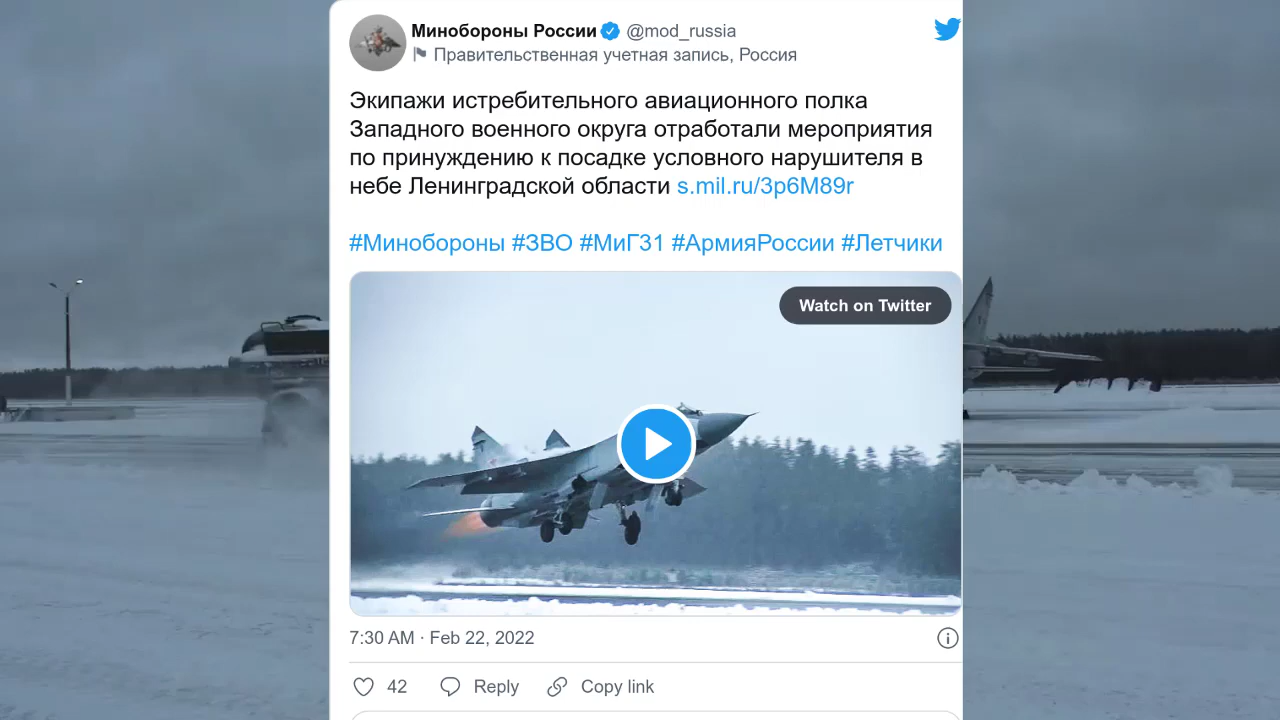 Минобороны России @mod_russia
Правительственная учетная запись, Россия
Экипажи истребительного авиационного полка
Западного военного округа отработали мероприятия
по принуждению к посадке условного нарушителя в
небе Ленинградской области s.mil.ru/3p6M89r
#Минобороны #ЗВО #МиГ31 #АрмияРоссии #Летчики
Watch on Twitter
7:30 AM · Feb 22, 2022
42 Reply Copy link